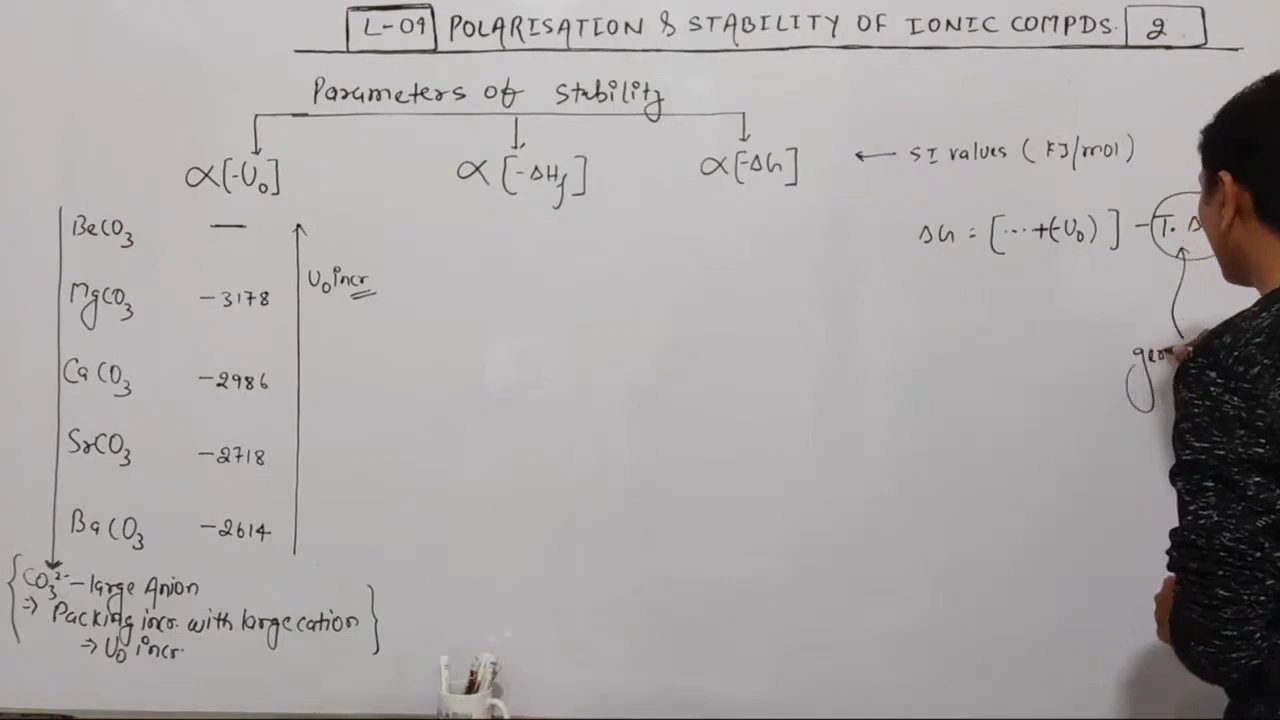 L-09 POLARISATION & STABILITY OF IONIC COMPDS. 2
Parameters of stability
∝[-U₀] ∝[-ΔH_f] ∝[-ΔG] ← SI values (KJ/mol)
ΔG = [...+(-U₀)] - T. Δ
BeCO₃ —
MgCO₃ -3178
U₀ incr
CaCO₃ -2986
SrCO₃ -2718
BaCO₃ -2614
CO₃²⁻ - large Anion
⇒ Packing incr. with large cation
⇒ U₀ incr.